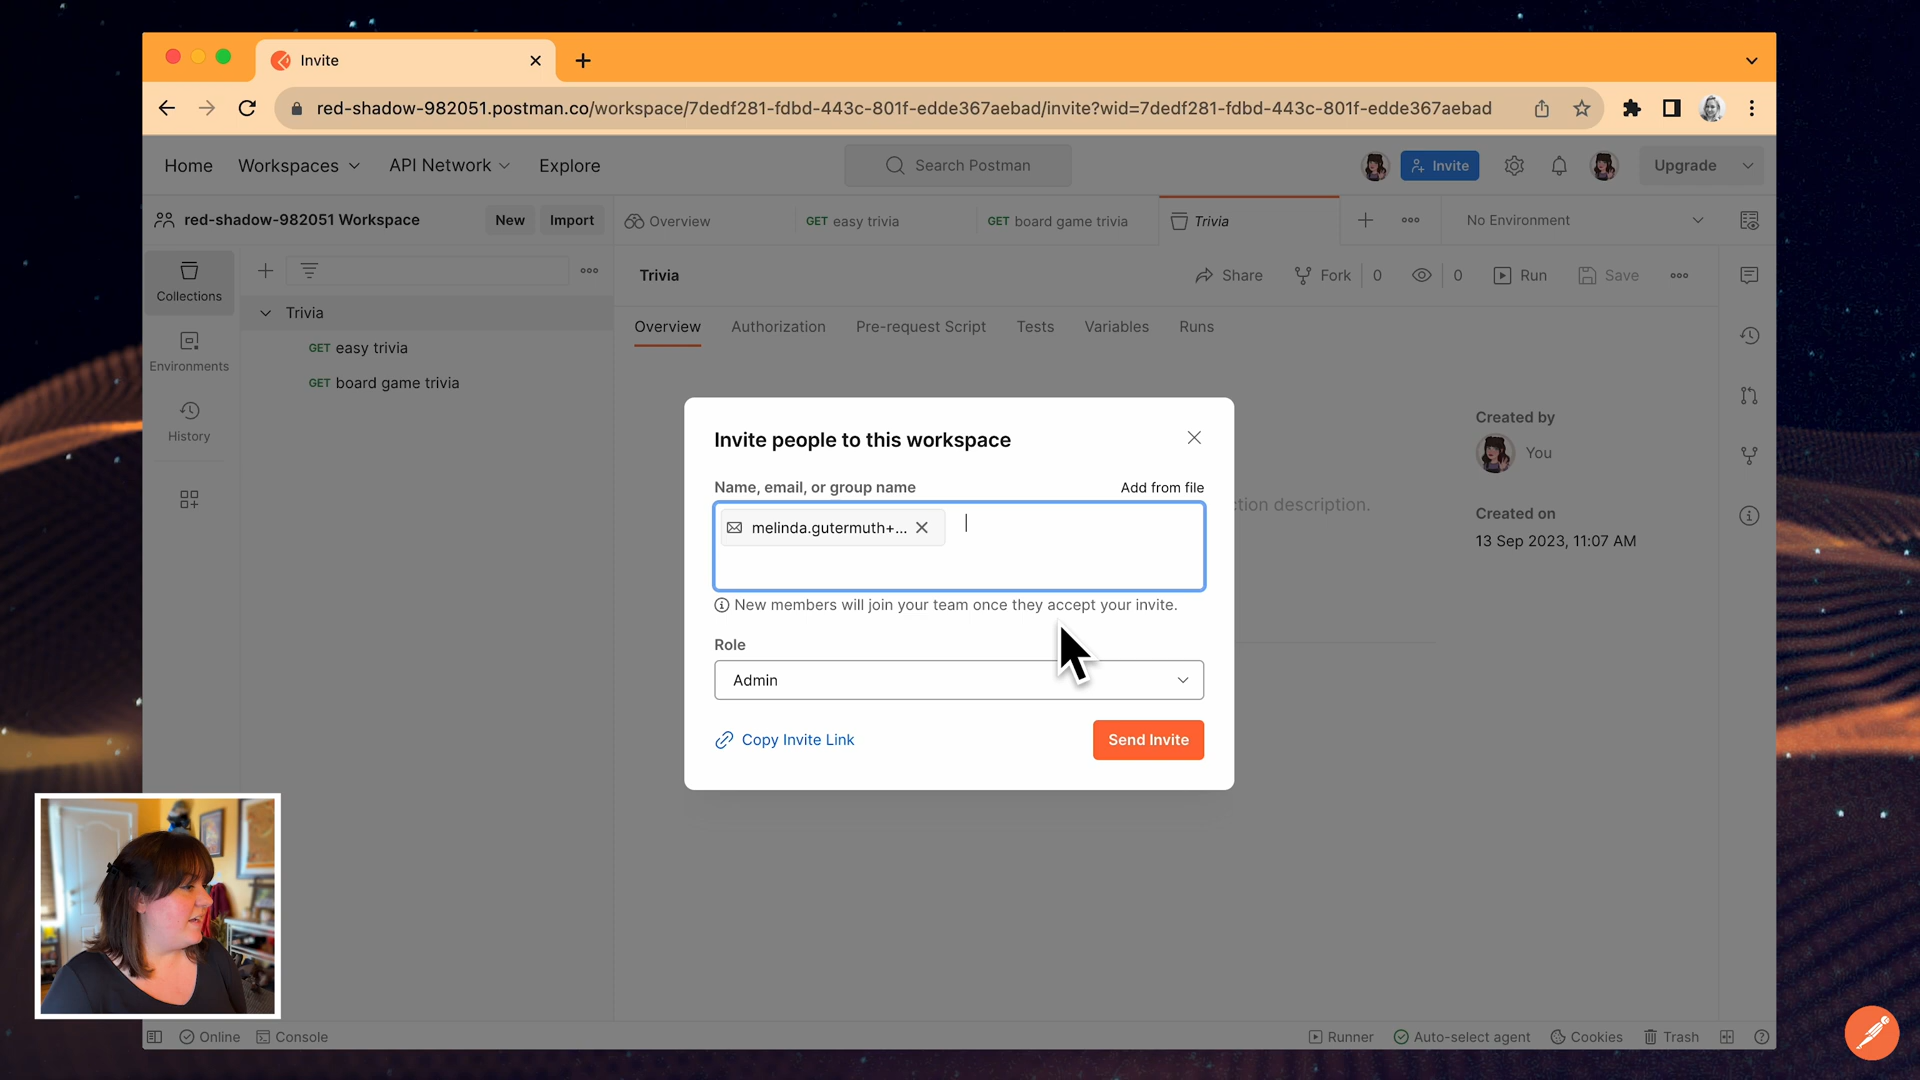 Invite
red-shadow-982051.postman.co/workspace/7dedf281-fdbd-443c-801f-edde367aebad/invite?wid=7dedf281-fdbd-443c-801f-edde367aebad
Home Workspaces API Network Explore Search Postman Invite Upgrade
red-shadow-982051 Workspace New Import Overview GET easy trivia GET board game trivia Trivia No Environment
Collections
Environments
History
Trivia
GET easy trivia
GET board game trivia
Trivia Share Fork 0 0 Run Save
Overview Authorization Pre-request Script Tests Variables Runs
Invite people to this workspace
Name, email, or group name Add from file
melinda.gutermuth+...
New members will join your team once they accept your invite.
Role
Admin
Copy Invite Link Send Invite
ction description.
Created by
You
Created on
13 Sep 2023, 11:07 AM
Online Console Runner Auto-select agent Cookies Trash